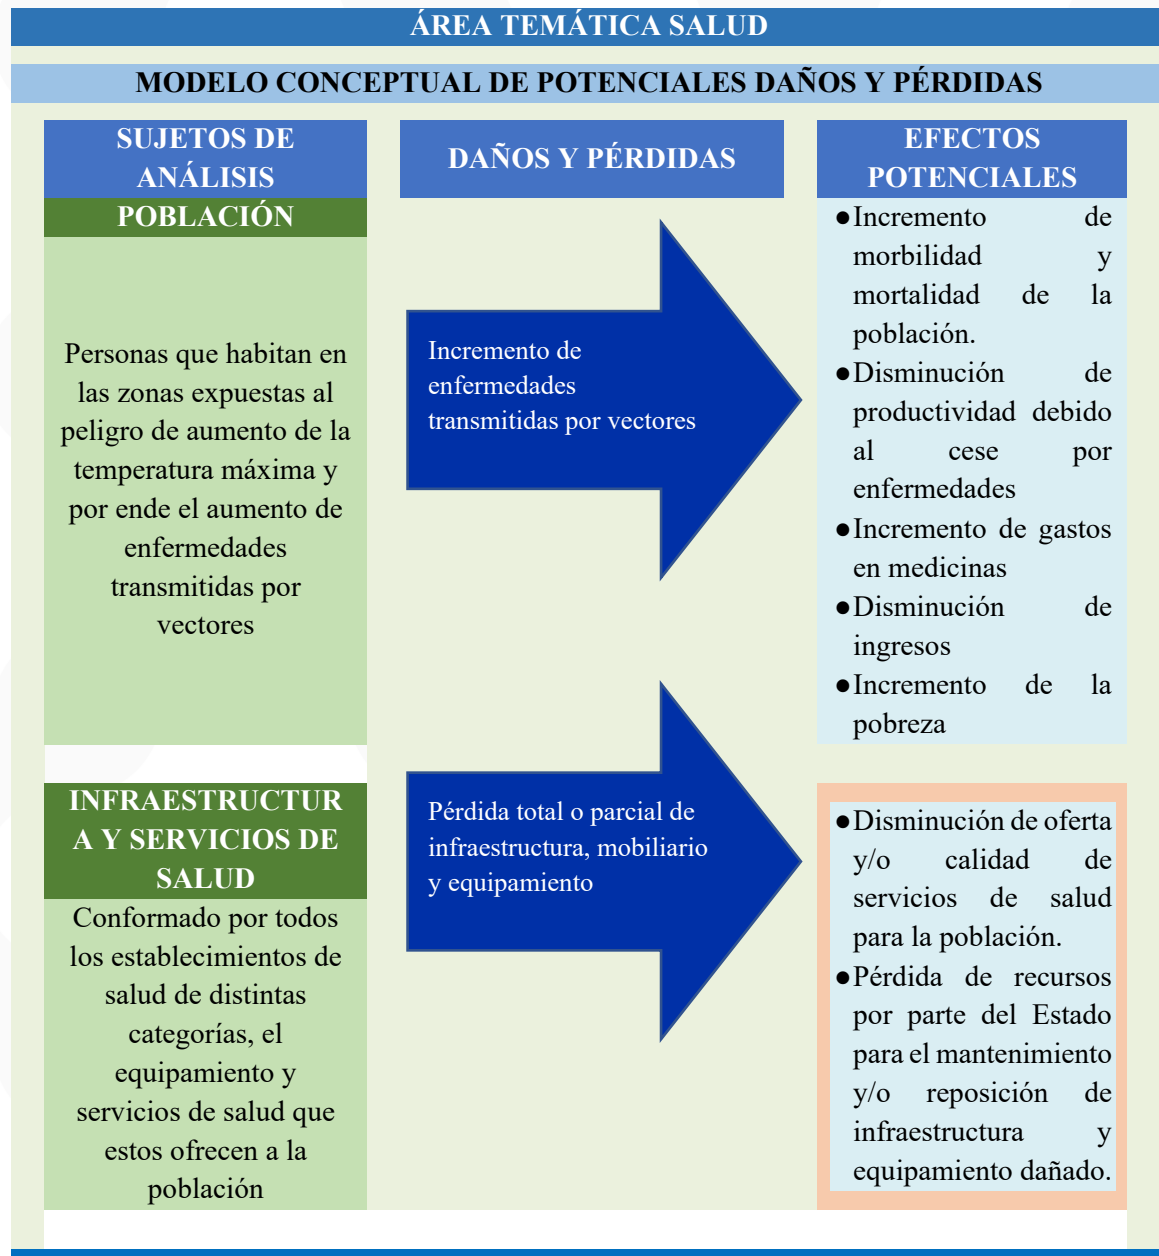 ÁREA TEMÁTICA SALUD
MODELO CONCEPTUAL DE POTENCIALES DAÑOS Y PÉRDIDAS
SUJETOS DE
ANÁLISIS
DAÑOS Y PÉRDIDAS
EFECTOS
POTENCIALES
POBLACIÓN
Personas que habitan en
las zonas expuestas al
peligro de aumento de la
temperatura máxima y
por ende el aumento de
enfermedades
transmitidas por
vectores
Incremento de
enfermedades
transmitidas por vectores
●Incremento de
morbilidad y
mortalidad de la
población.
●Disminución de
productividad debido
al cese por
enfermedades
●Incremento de gastos
en medicinas
●Disminución de
ingresos
●Incremento de la
pobreza
INFRAESTRUCTUR
A Y SERVICIOS DE
SALUD
Conformado por todos
los establecimientos de
salud de distintas
categorías, el
equipamiento y
servicios de salud que
estos ofrecen a la
población
Pérdida total o parcial de
infraestructura, mobiliario
y equipamiento
●Disminución de oferta
y/o calidad de
servicios de salud
para la población.
●Pérdida de recursos
por parte del Estado
para el mantenimiento
y/o reposición de
infraestructura y
equipamiento dañado.